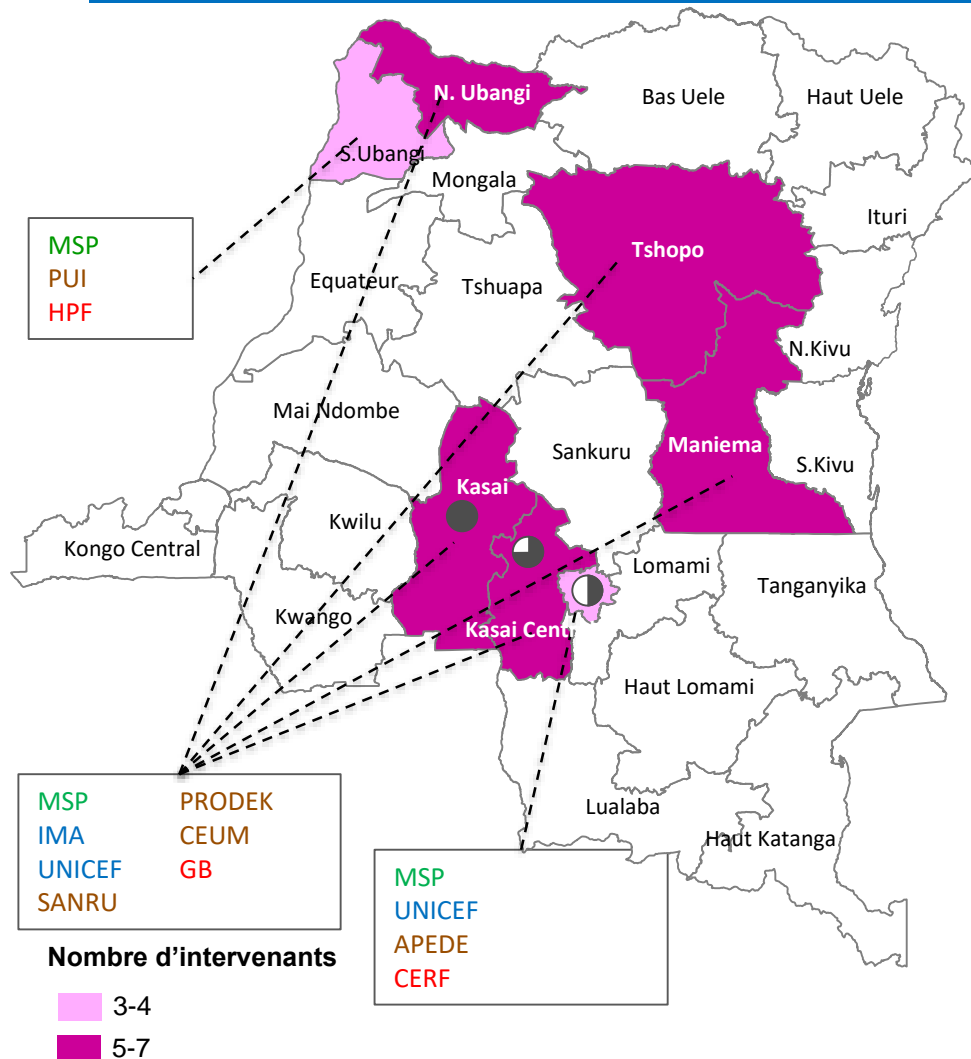 N. Ubangi
Bas Uele
Haut Uele
S.Ubangi
Mongala
Ituri
MSP
PUI
HPF
Equateur
Tshuapa
Tshopo
N.Kivu
Mai Ndombe
Sankuru
Maniema
S.Kivu
Kasai
Kwilu
Kongo Central
Lomami
Tanganyika
Kwango
Kasai Cent
Haut Lomami
MSP PRODEK
IMA CEUM
UNICEF GB
SANRU
Lualaba
Haut Katanga
MSP
UNICEF
APEDE
CERF
Nombre d’intervenants
3-4
5-7